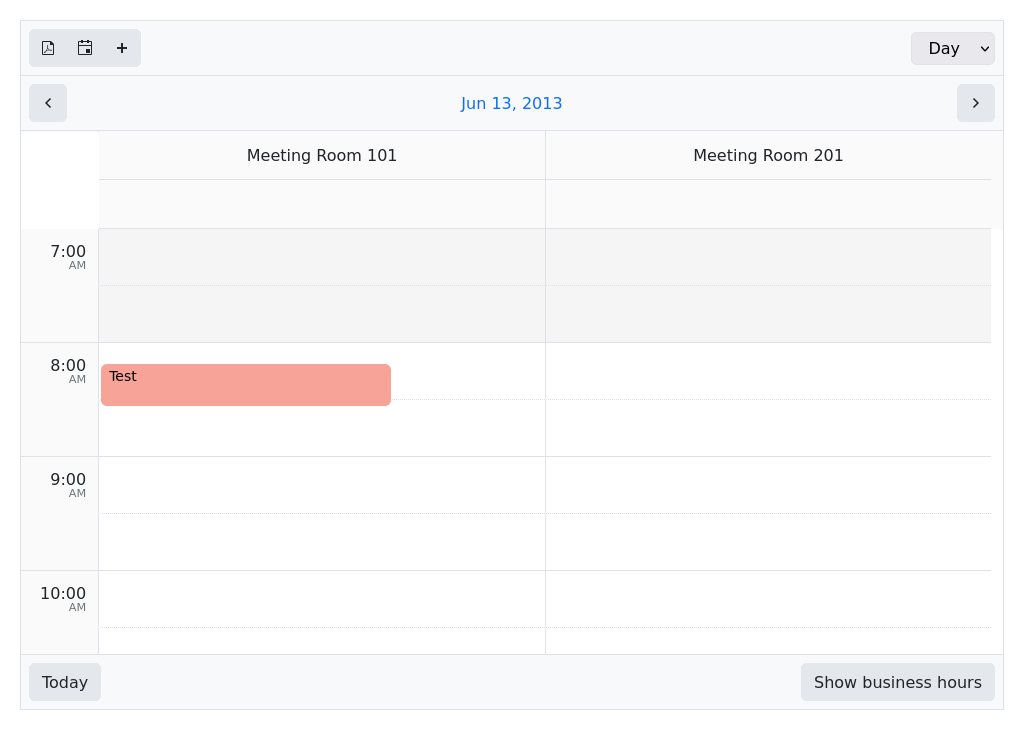 Day
Jun 13, 2013
Meeting Room 101 Meeting Room 201
7:00
AM
8:00
AM
Test
9:00
AM
10:00
AM
Today Show business hours